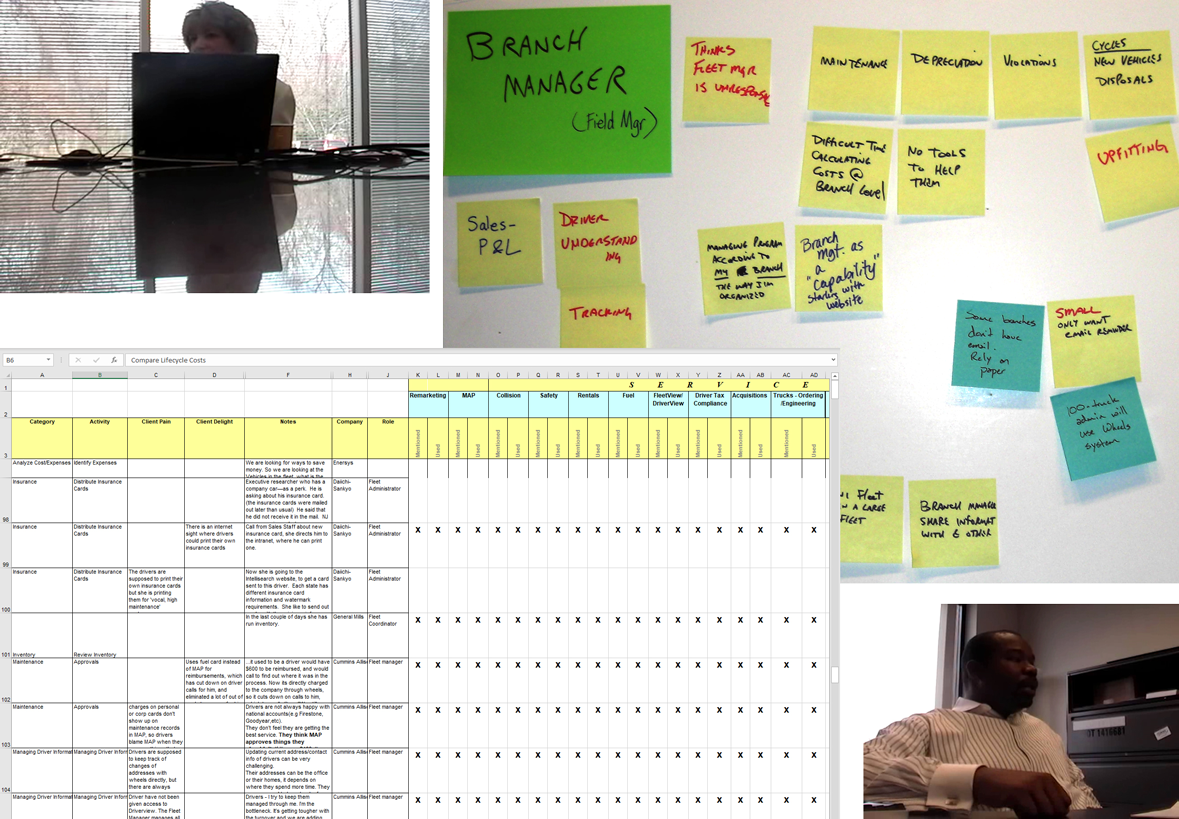 BRANCH
MANAGER
(Field Mgr)
THINKS
FLEET MGR
IS UNRESPONSIVE
MAINTENANCE
DEPRECIATION
VIOLATIONS
CYCLES
NEW VEHICLES
DISPOSALS
DIFFICULT TIME
CALCULATING
COSTS @
BRANCH LEVEL
NO TOOLS
TO HELP
THEM
UPFITTING
Sales-
P&L
DRIVER
UNDERSTAND
ING
TRACKING
MANAGING PROGRAM
ACCORDING TO
MY BRANCH
THE WAY I'M
ORGANIZED
Branch
Mgt. as
a
"Capability"
starting with
website
Some branches
don't have
email.
Rely on
paper
SMALL
ONLY WANT
EMAIL REMINDER
100-truck
admin will
use Wheels
system
FLEET
IN A LARGE
FLEET
BRANCH MANAGE
SHARE INFORMAT
WITH E OTHER
B6
fx
Compare Lifecycle Costs
A B C D F H J K L M N O P Q R S T U V W X Y Z AA AB AC AD
1 S E R V I C E
2 Remarketing MAP Collision Safety Rentals Fuel FleetView/ DriverView Driver Tax Compliance Acquisitions Trucks - Ordering /Engineering
3 Category Activity Client Pain Client Delight Notes Company Role Mentioned Used Mentioned Used Mentioned Used Mentioned Used Mentioned Used Mentioned Used Mentioned Used Mentioned Used Mentioned Used Mentioned Used
Analyze Cost/Expenses Identify Expenses
We are looking for ways to save
money. So we are looking at the
Enersys
98
Insurance
Distribute Insurance
Cards
Executive researcher who has a
company car—as a perk. He is
asking about his insurance card.
(the insurance cards were mailed
out later than usual) He said that
he did not receive it in the mail. NJ
Daiichi-
Sankyo
Fleet
Administrator
99
Insurance
Distribute Insurance
Cards
There is an internet
sight where drivers
could print their own
insurance cards
Call from Sales Staff about new
insurance card, she directs him to
the intranet, where he can print
one.
Daiichi-
Sankyo
Fleet
Administrator
X X X X X X X X X X X X X X X X X X X X
100
Insurance
Distribute Insurance
Cards
The drivers are
supposed to print their
own insurance cards
but she is printing
them for 'vocal, high
maintenance'
Now she is going to the
Intellisearch website, to get a card
sent to this driver. Each state has
different insurance card
information and watermark
requirements. She like to send out
Daiichi-
Sankyo
Fleet
Administrator
101
Inventory
Review Inventory
In the last couple of days she has
run inventory.
General Mills
Fleet
Coordinator
X X X X X X X X X X X X X X X X X X X X
102
Maintenance
Approvals
Uses fuel card instead
of MAP for
reimbursements, which
has cut down on driver
calls for him, and
eliminated a lot of out of
...it used to be a driver would have
$600 to be reimbursed, and would
call to find out where it was in the
process. Now its directly charged
to the company through wheels,
so it cuts down on calls to him,
Cummins Allis
Fleet manager
X X X X X X X X X X X X X X X X X X X X
103
Maintenance
Approvals
charges on personal
or corp cards don't
show up on
maintenance records
in MAP, so drivers
blame MAP when they
Drivers are not always happy with
national accounts(e.g Firestone,
Goodyear,etc).
They don't feel they are getting the
best service. They think MAP
approves things they
Cummins Allis
Fleet manager
X X X X X X X X X X X X X X X X X X X X
104
Managing Driver Informat
Managing Driver Infor
Drivers are supposed
to keep track of
changes of
addresses with
wheels directly, but
there are always
Updating current address/contact
info of drivers can be very
challenging.
Their addresses can be the office
or their homes, it depends on
where they spend more time. They
Cummins Allis
Fleet manager
X X X X X X X X X X X X X X X X X X X X
Managing Driver Informat
Managing Driver Infor
Driver have not been
given access to
Driverview. The Fleet
Manager manages all
Drivers - I try to keep them
managed through me. I'm the
bottleneck. It's getting tougher with
the turnover and we are adding
Cummins Allis
Fleet manager
X X X X X X X X X X X X X X X X X X X X